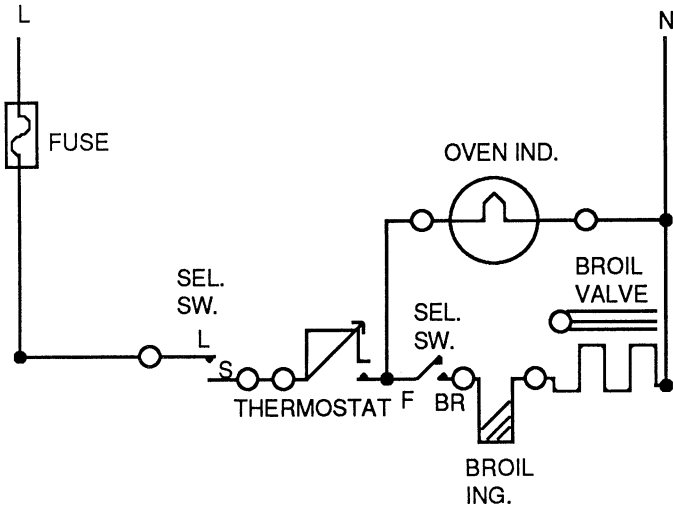 L
N
FUSE
OVEN IND.
BROIL
VALVE
SEL.
SW.
L
S
SEL.
SW.
THERMOSTAT
F
BR
BROIL
ING.